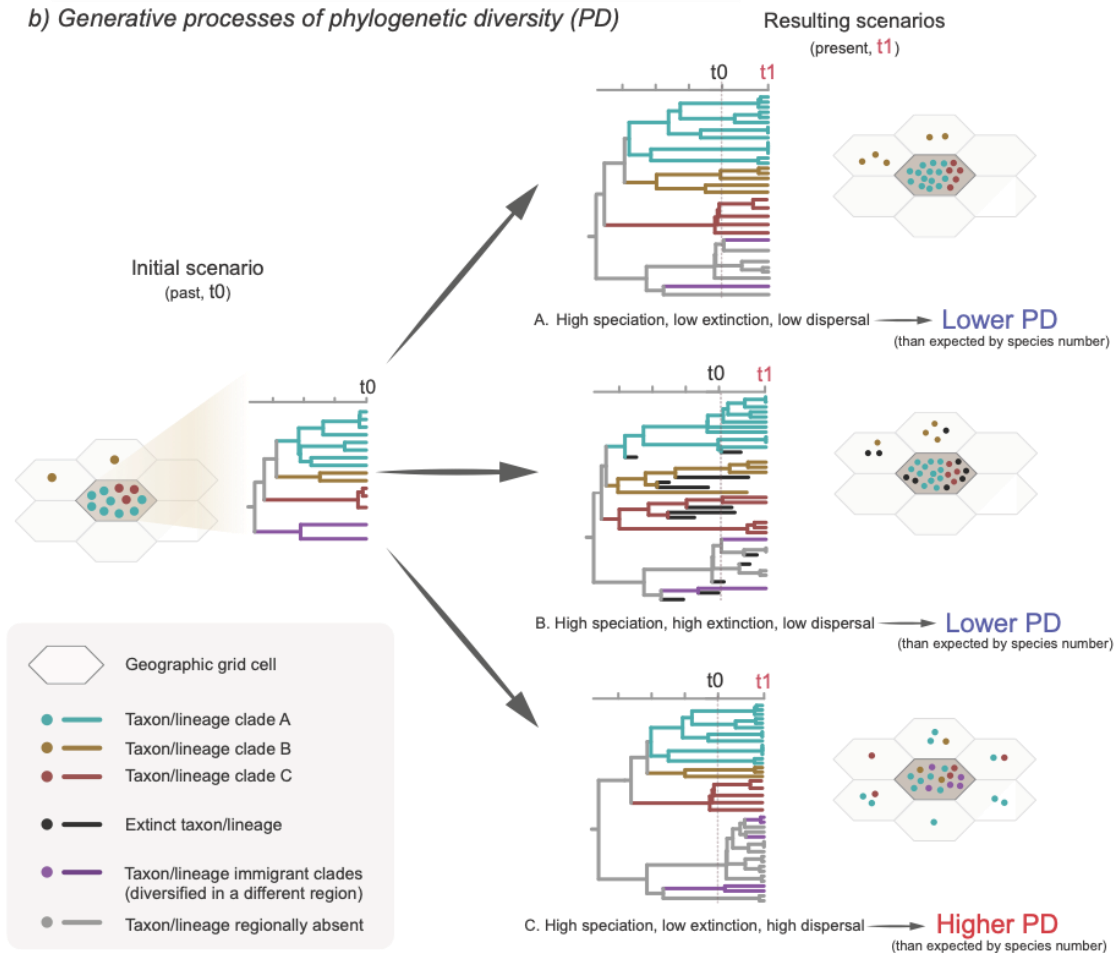 b) Generative processes of phylogenetic diversity (PD)
Resulting scenarios
(present, t1)
t0
t1
A. High speciation, low extinction, low dispersal
Lower PD
(than expected by species number)
Initial scenario
(past, t0)
t0
t0
t1
B. High speciation, high extinction, low dispersal
Lower PD
(than expected by species number)
t0
t1
C. High speciation, low extinction, high dispersal
Higher PD
(than expected by species number)
Geographic grid cell
Taxon/lineage clade A
Taxon/lineage clade B
Taxon/lineage clade C
Extinct taxon/lineage
Taxon/lineage immigrant clades
(diversified in a different region)
Taxon/lineage regionally absent